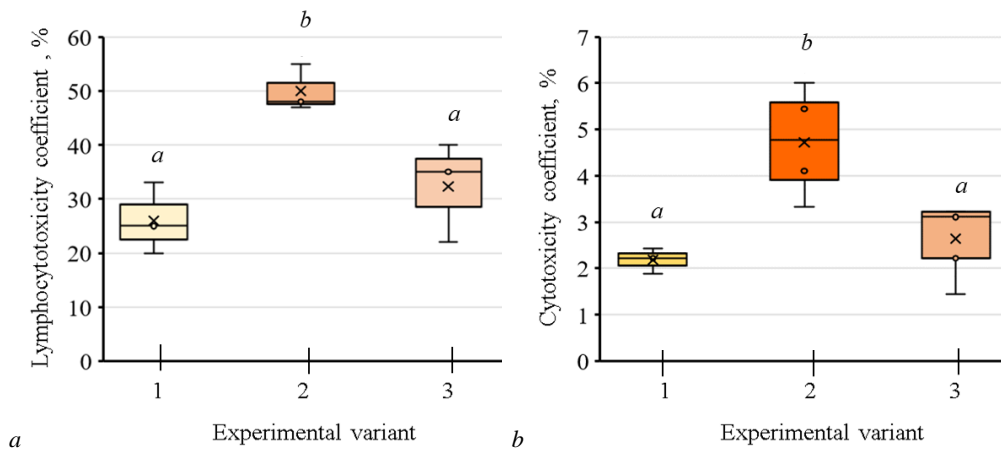 Lymphocytotoxicity coefficient , %
60
50
40
30
20
10
0
a
b
a
1 2 3
Experimental variant
a
Cytotoxicity coefficient, %
7
6
5
4
3
2
1
0
a
b
a
1 2 3
Experimental variant
b